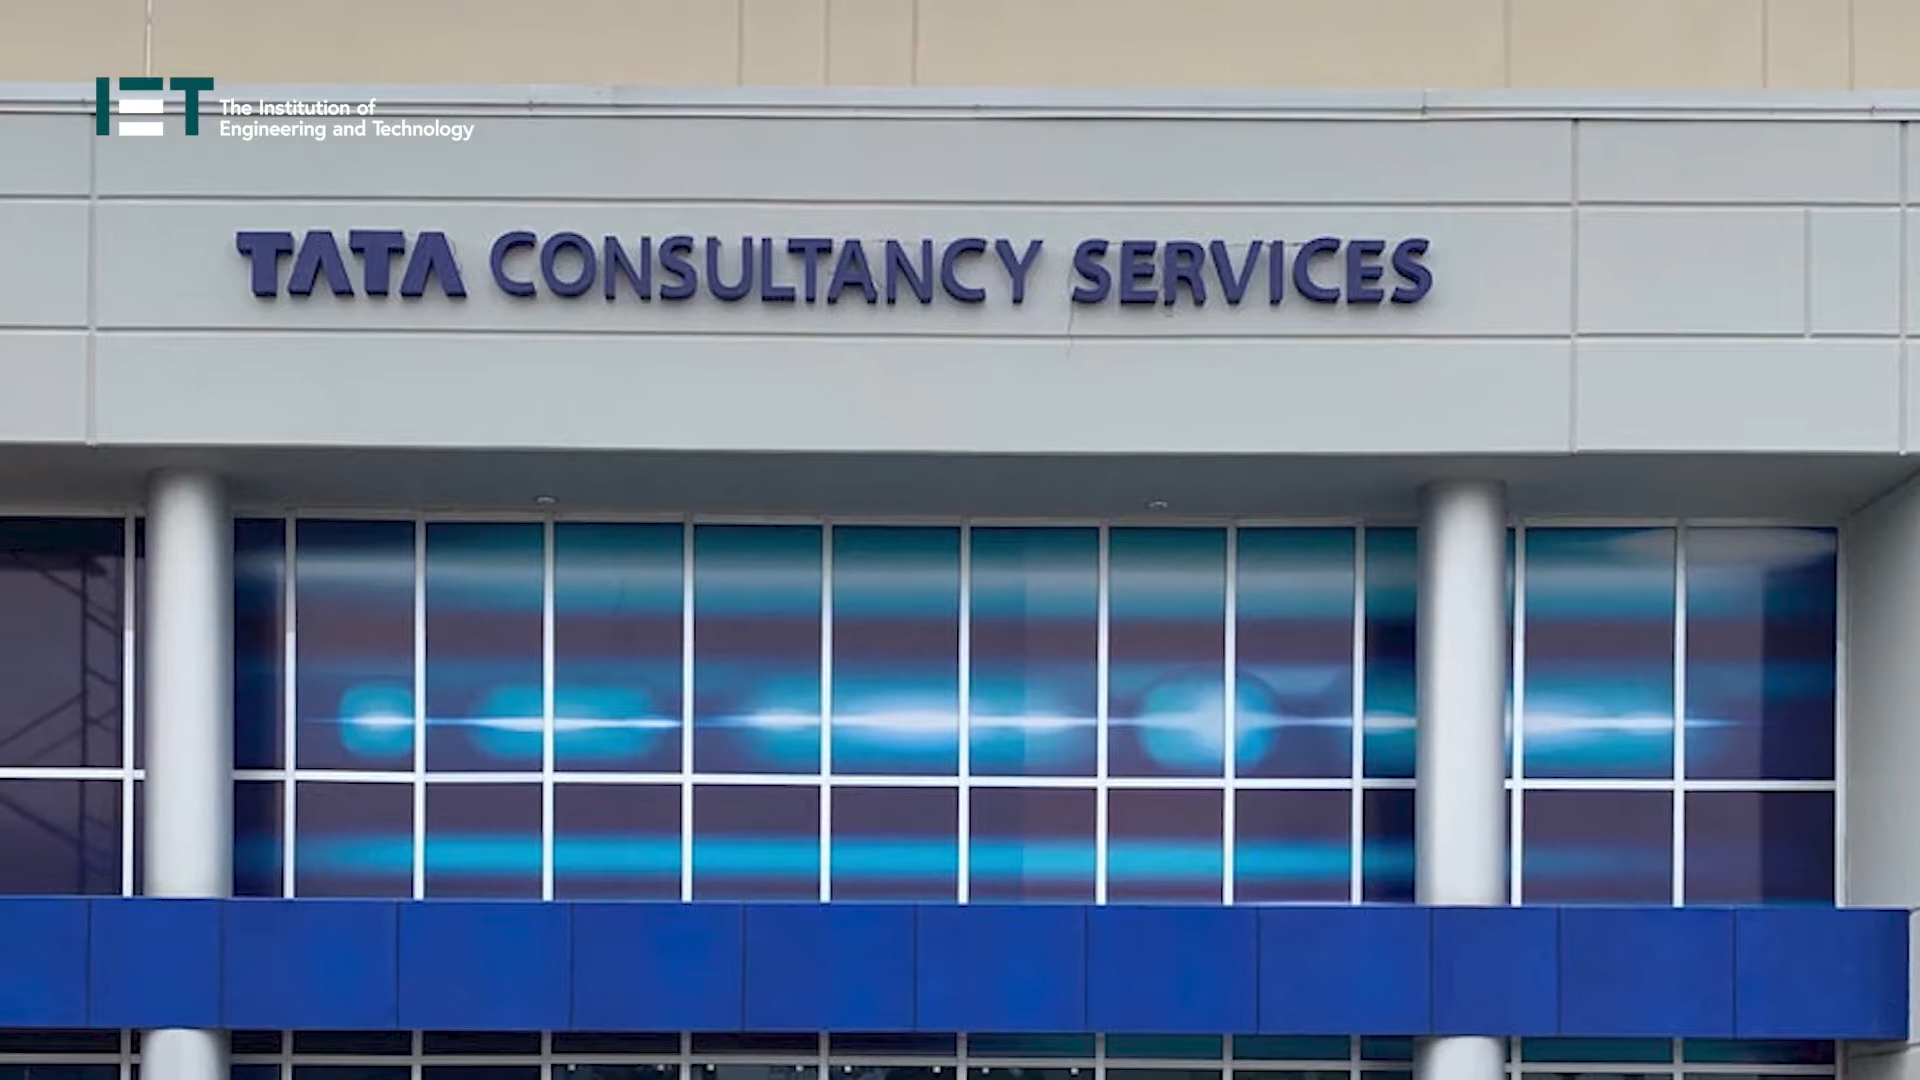 IET
The Institution of
Engineering and Technology
TATA CONSULTANCY SERVICES